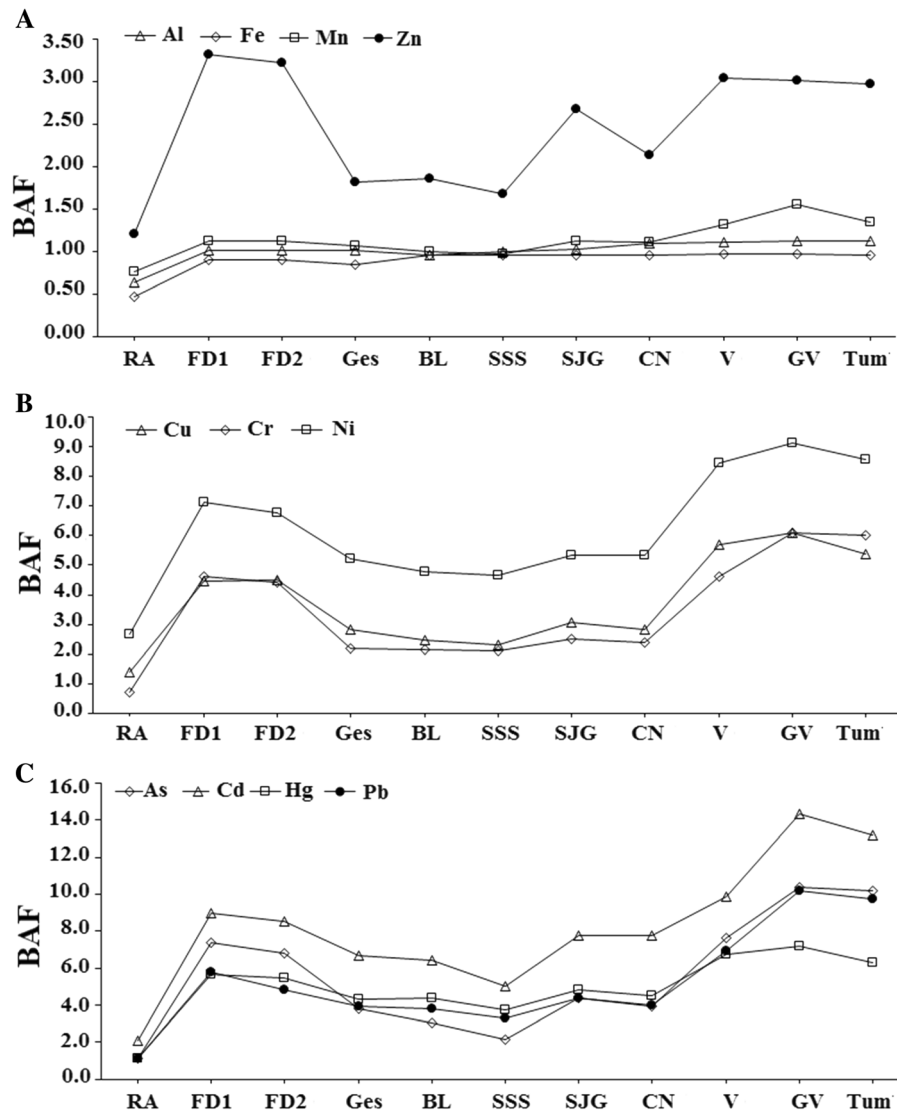 A
Al Fe Mn Zn
3.50
3.00
2.50
2.00
1.50
1.00
0.50
0.00
BAF
RA FD1 FD2 Ges BL SSS SJG CN V GV Tum
B
Cu Cr Ni
10.0
9.0
8.0
7.0
6.0
5.0
4.0
3.0
2.0
1.0
0.0
BAF
RA FD1 FD2 Ges BL SSS SJG CN V GV Tum
C
As Cd Hg Pb
16.0
14.0
12.0
10.0
8.0
6.0
4.0
2.0
0.0
BAF
RA FD1 FD2 Ges BL SSS SJG CN V GV Tum